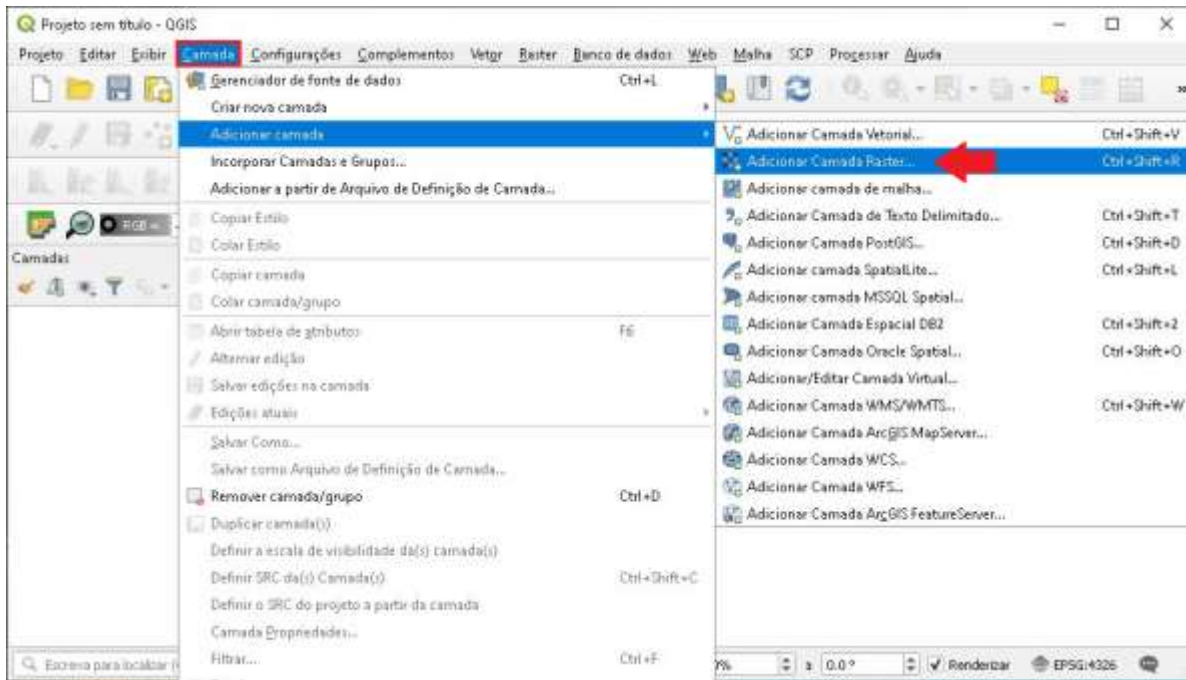 Projeto sem título - QGIS
Projeto Editar Exibir Camada Configurações Complementos Vetor Raster Banco de dados Web Malha SCP Processar Ajuda
Gerenciador de fonte de dados Ctrl+L
Criar nova camada
Adicionar camada
Incorporar Camadas e Grupos...
Adicionar a partir de Arquivo de Definição de Camada...
Copiar Estilo
Colar Estilo
Copiar camada
Colar camada/grupo
Abrir tabela de atributos F6
Alternar edição
Salvar edições na camada
Edições atuais
Salvar Como...
Salvar como Arquivo de Definição de Camada...
Remover camada/grupo Ctrl+D
Duplicar camada(s)
Definir a escala de visibilidade da(s) camada(s)
Definir SRC da(s) Camada(s) Ctrl+Shift+C
Definir o SRC do projeto a partir da camada
Camada Propriedades...
Filtrar... Ctrl+F
Adicionar Camada Vetorial... Ctrl+Shift+V
Adicionar Camada Raster... Ctrl+Shift+R
Adicionar camada de malha...
Adicionar Camada de Texto Delimitado... Ctrl+Shift+T
Adicionar Camada PostGIS... Ctrl+Shift+D
Adicionar camada SpatiaLite... Ctrl+Shift+L
Adicionar camada MSSQL Spatial...
Adicionar Camada Espacial DB2 Ctrl+Shift+2
Adicionar Camada Oracle Spatial... Ctrl+Shift+O
Adicionar/Editar Camada Virtual...
Adicionar Camada WMS/WMTS... Ctrl+Shift+W
Adicionar Camada ArcGIS MapServer...
Adicionar Camada WCS...
Adicionar Camada WFS...
Adicionar Camada ArcGIS FeatureServer...
RGB =
Camadas
Escreva para localizar
0.0 °
Renderizar
EPSG:4326